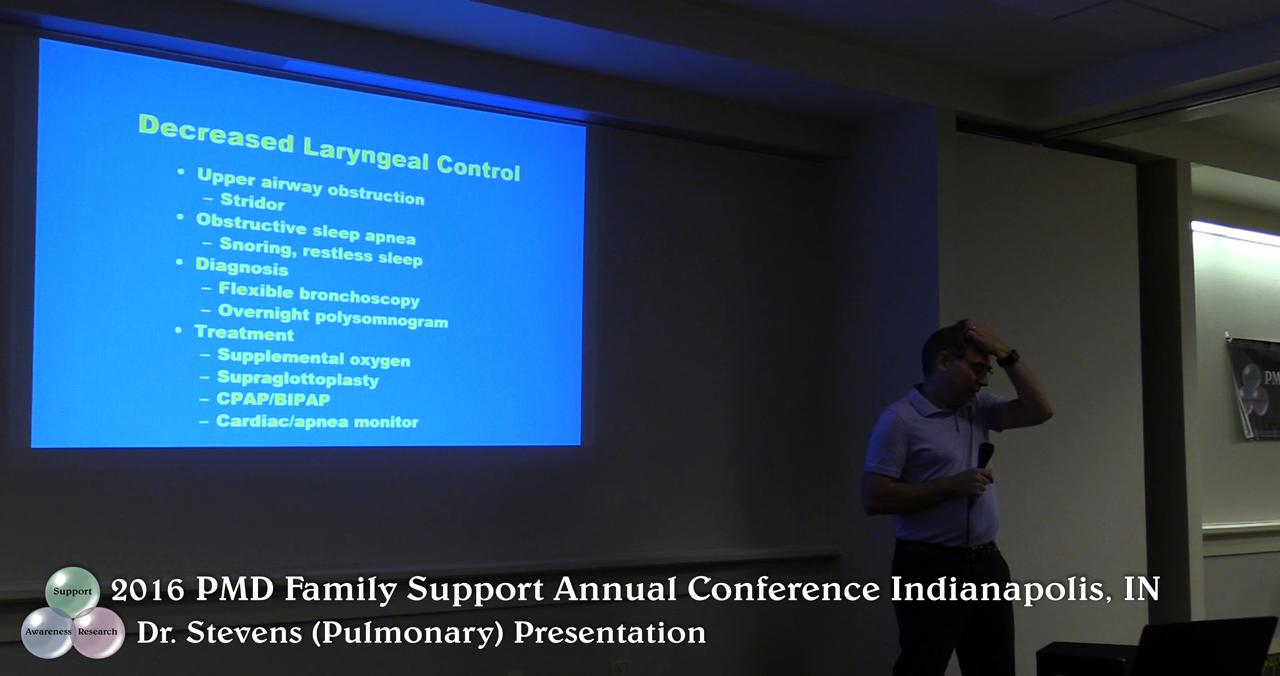 Decreased Laryngeal Control
• Upper airway obstruction
– Stridor
• Obstructive sleep apnea
– Snoring, restless sleep
• Diagnosis
– Flexible bronchoscopy
– Overnight polysomnogram
• Treatment
– Supplemental oxygen
– Supraglottoplasty
– CPAP/BIPAP
– Cardiac/apnea monitor
PM
Support
Awareness Research
2016 PMD Family Support Annual Conference Indianapolis, IN
Dr. Stevens (Pulmonary) Presentation